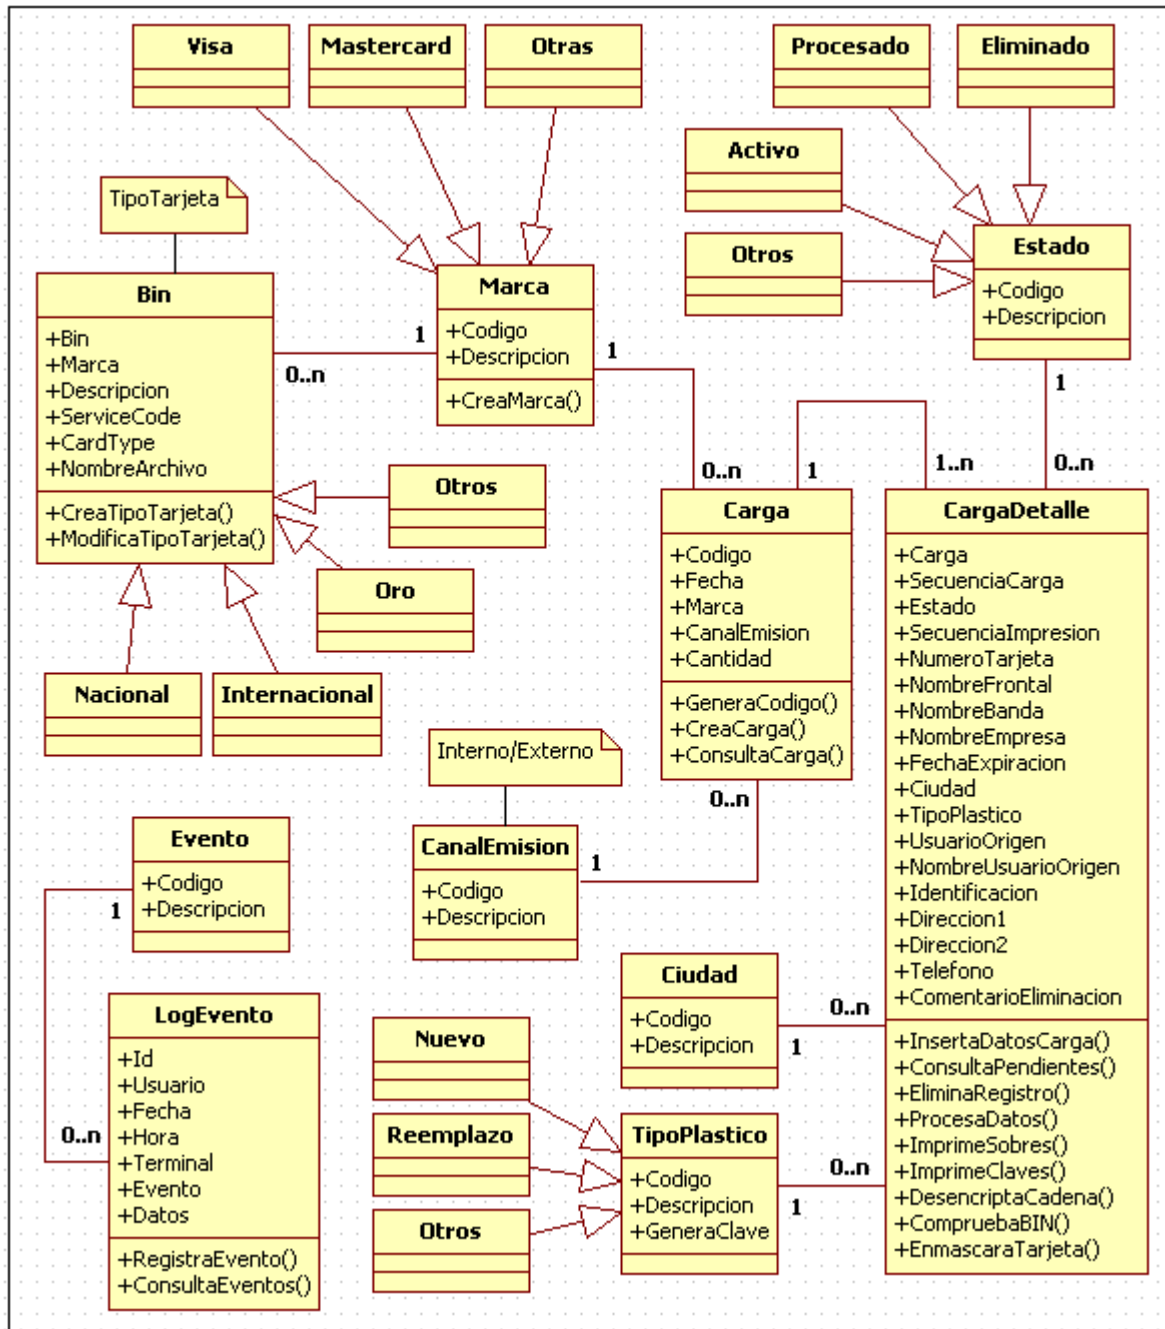 Visa
Mastercard
Otras
Procesado
Eliminado
Activo
Otros
TipoTarjeta
Estado
+Codigo
+Descripcion
1
0..n
Marca
+Codigo
+Descripcion
+CreaMarca()
1
0..n
1
0..n
Bin
+Bin
+Marca
+Descripcion
+ServiceCode
+CardType
+NombreArchivo
+CreaTipoTarjeta()
+ModificaTipoTarjeta()
Otros
Oro
Nacional
Internacional
1
1..n
Carga
+Codigo
+Fecha
+Marca
+CanalEmision
+Cantidad
+GeneraCodigo()
+CreaCarga()
+ConsultaCarga()
0..n
1
CargaDetalle
+Carga
+SecuenciaCarga
+Estado
+SecuenciaImpresion
+NumeroTarjeta
+NombreFrontal
+NombreBanda
+NombreEmpresa
+FechaExpiracion
+Ciudad
+TipoPlastico
+UsuarioOrigen
+NombreUsuarioOrigen
+Identificacion
+Direccion1
+Direccion2
+Telefono
+ComentarioEliminacion
+InsertaDatosCarga()
+ConsultaPendientes()
+EliminaRegistro()
+ProcesaDatos()
+ImprimeSobres()
+ImprimeClaves()
+DesencriptaCadena()
+CompruebaBIN()
+EnmascaraTarjeta()
Interno/Externo
CanalEmision
+Codigo
+Descripcion
Evento
+Codigo
+Descripcion
1
0..n
LogEvento
+Id
+Usuario
+Fecha
+Hora
+Terminal
+Evento
+Datos
+RegistraEvento()
+ConsultaEventos()
Ciudad
+Codigo
+Descripcion
0..n
1
Nuevo
Reemplazo
Otros
TipoPlastico
+Codigo
+Descripcion
+GeneraClave
0..n
1